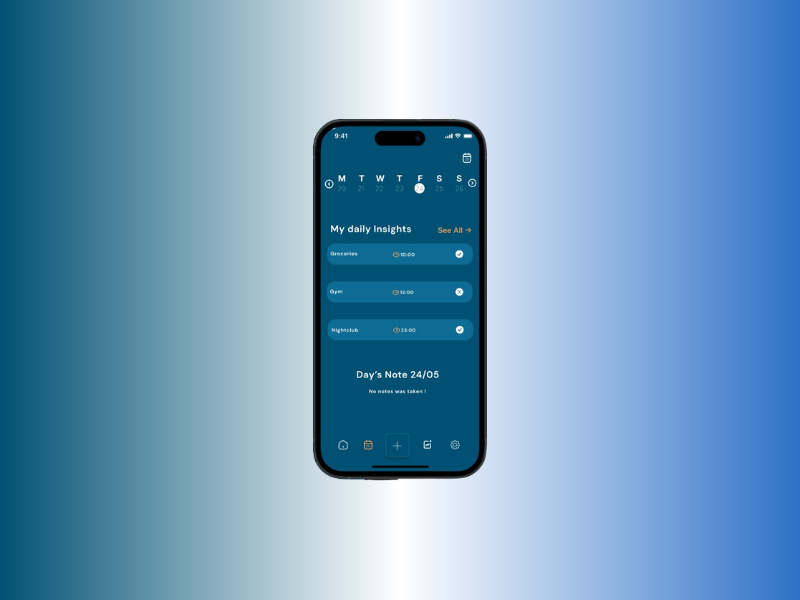 9:41
M T W T F S S
20 21 22 23 24 25 26
My daily Insights See All →
Groceries 10:00
Gym 12:00
Nightclub 23:00
Day's Note 24/05
No notes was taken !